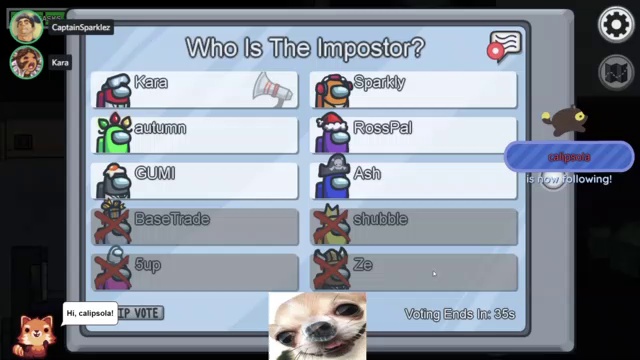 CaptainSparklez
Kara
Who Is The Impostor?
Kara
Sparkly
autumn
RossPal
GUMI
Ash
BaseTrade
shubble
5up
Ze
calipsola
is now following!
Hi, calipsola!
IP VOTE
Voting Ends In: 35s